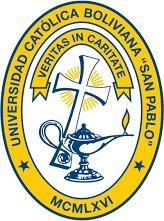 UNIVERSIDAD CATÓLICA BOLIVIANA "SAN PABLO"
VERITAS IN CARITATE
MCMLXVI